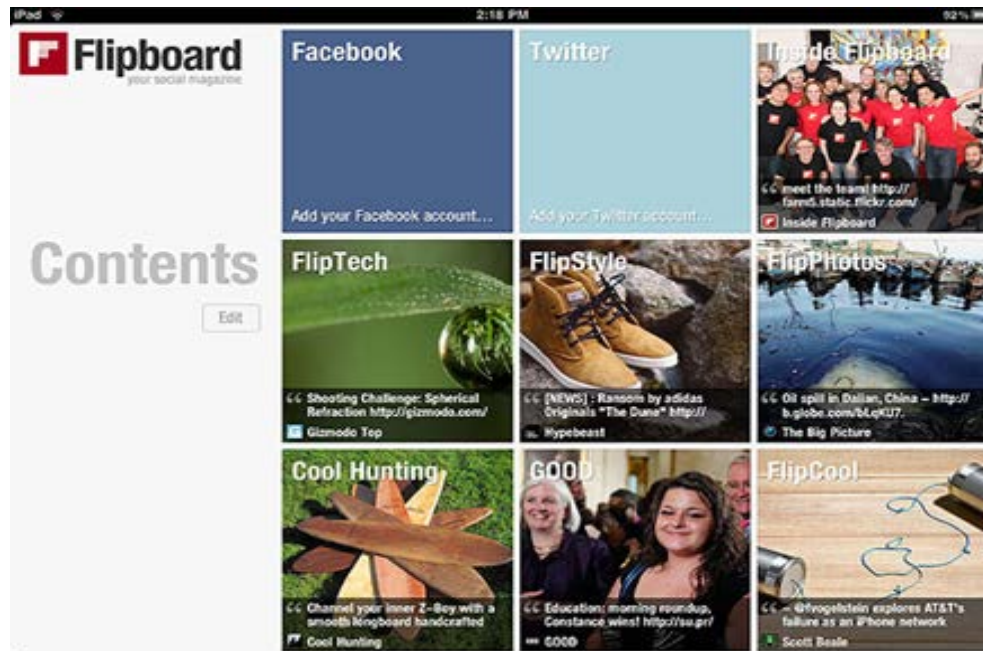 iPad 2:18 PM 92%
Flipboard
your social magazine
Contents
Edit
Facebook
Add your Facebook account...
Twitter
Add your Twitter account...
Inside Flipboard
meet the team! http://
farm5.static.flickr.com/
Inside Flipboard
FlipTech
Shooting Challenge: Spherical
Refraction http://gizmodo.com/
Gizmodo Top
FlipStyle
[NEWS] : Ransom by adidas
Originals "The Dune" http://
Hypebeast
FlipPhotos
Oil spill in Dalian, China – http://
b.globe.com/bLqKU7.
The Big Picture
Cool Hunting
Channel your inner Z-Boy with a
smooth longboard handcrafted
Cool Hunting
GOOD
Education: morning roundup,
Constance wins! http://su.pr/
GOOD
FlipCool
– @fvogelstein explores AT&T's
failure as an iPhone network
Scott Beale